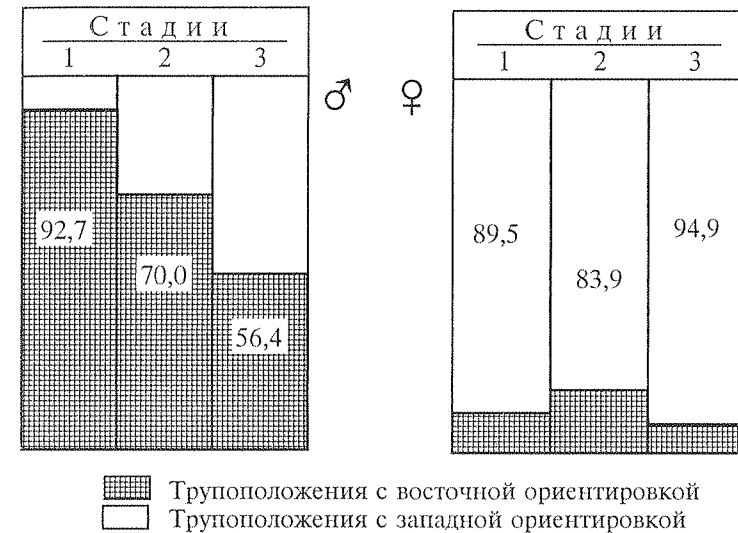 Стадии
1 2 3
92,7
70,0
56,4
♂ ♀
Стадии
1 2 3
89,5
83,9
94,9
Трупоположения с восточной ориентировкой
Трупоположения с западной ориентировкой